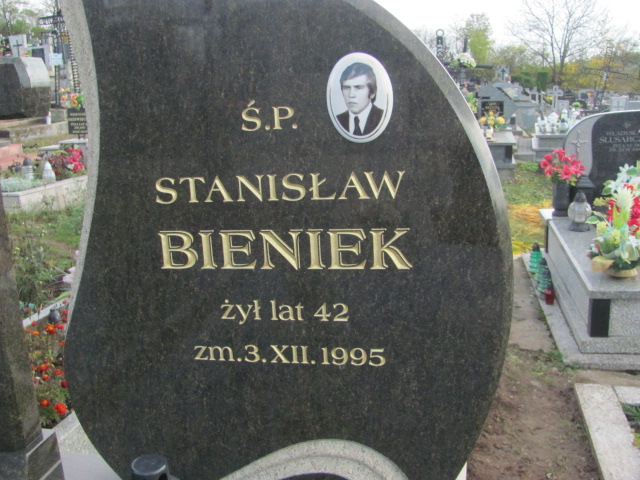 Ś.P.
STANISŁAW
BIENIEK
żył lat 42
zm.3.XII.1995